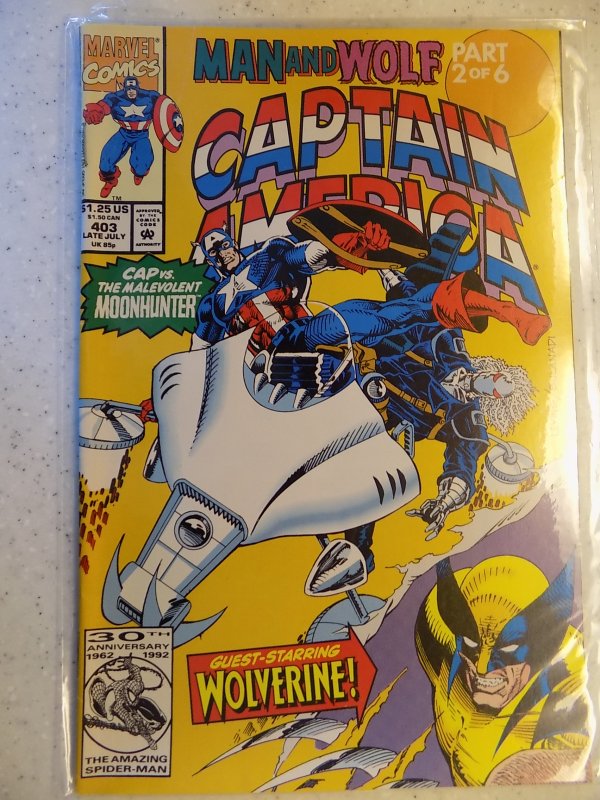 MARVEL
COMICS
TM
$1.25 US
$1.50 CAN
403
LATE JULY
UK 85p
APPROVED
BY THE
COMICS
CODE
AUTHORITY
MAN AND WOLF
PART
2 OF 6
CAPTAIN
AMERICA®
CAP VS.
THE MALEVOLENT
MOONHUNTER
30TH
ANNIVERSARY
1962 1992
THE AMAZING
SPIDER-MAN
GUEST-STARRING
WOLVERINE!